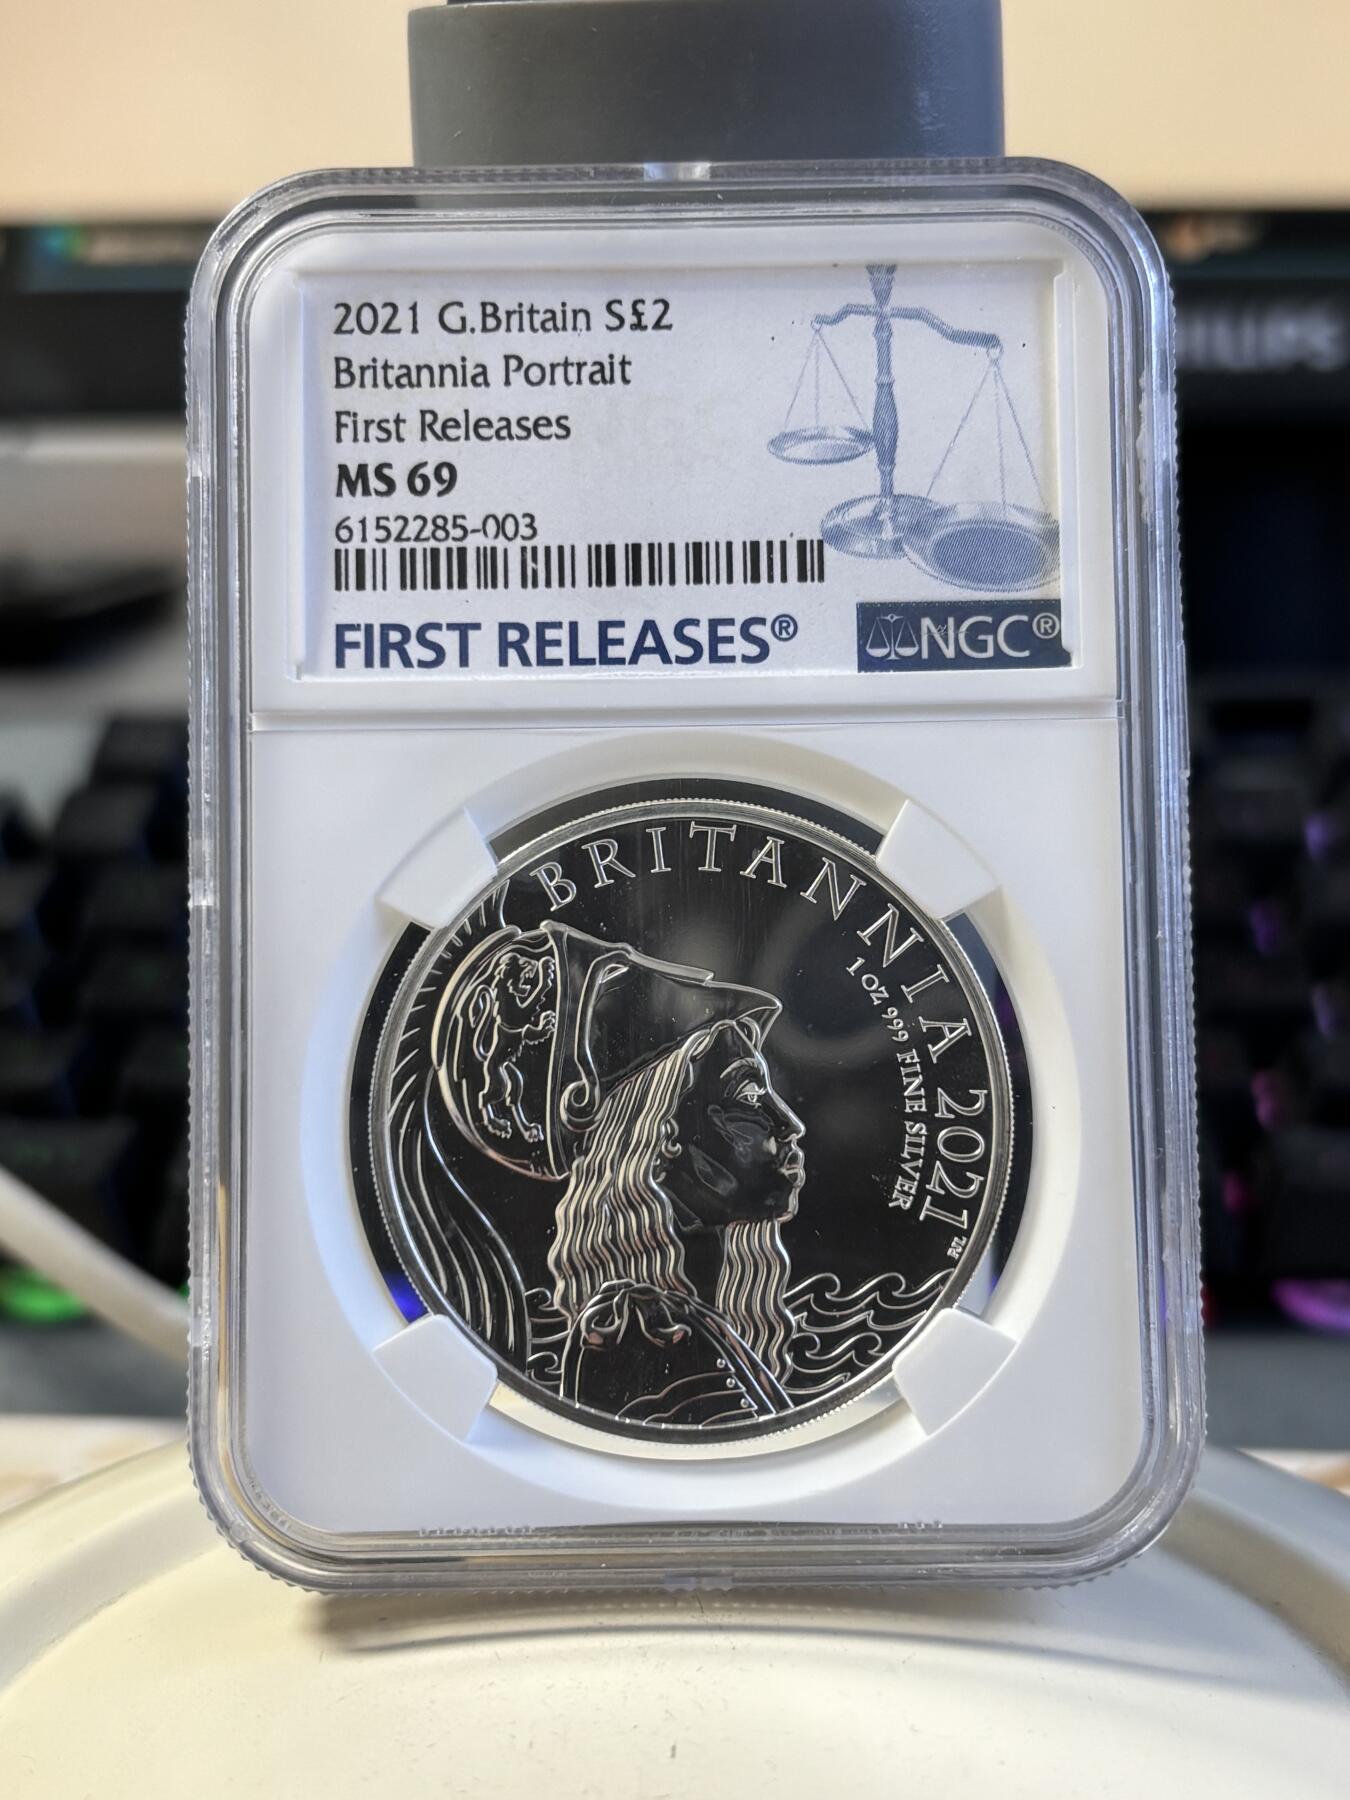 2021 G.Britain S£2
Britannia Portrait
First Releases
MS 69
6152285-003
FIRST RELEASES®
NGC®
BRITANNIA 2021
1 OZ 999 FINE SILVER
PJL